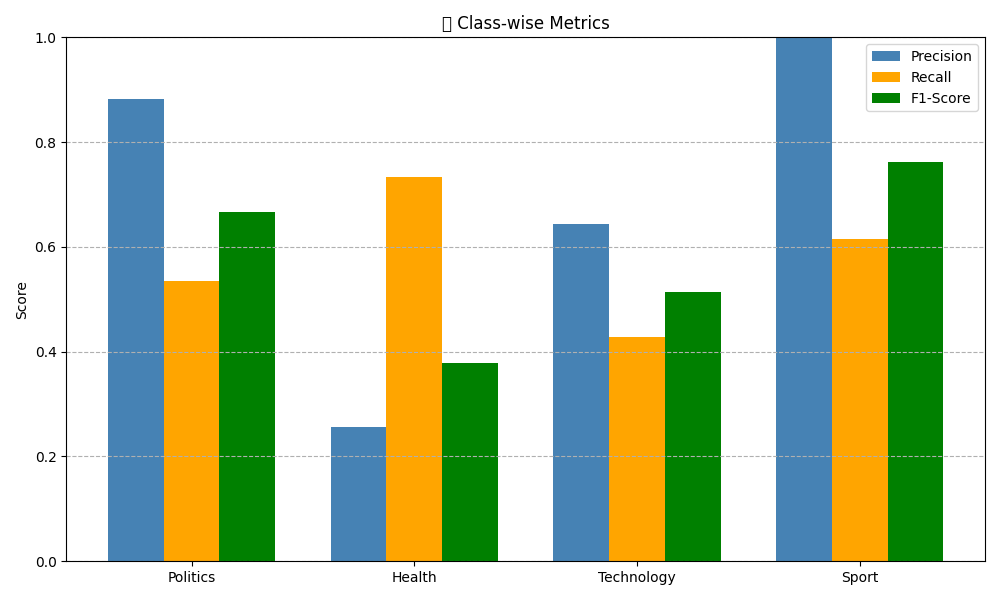 Class-wise Metrics
Precision
Recall
F1-Score
Score
1.0
0.8
0.6
0.4
0.2
0.0
Politics Health Technology Sport